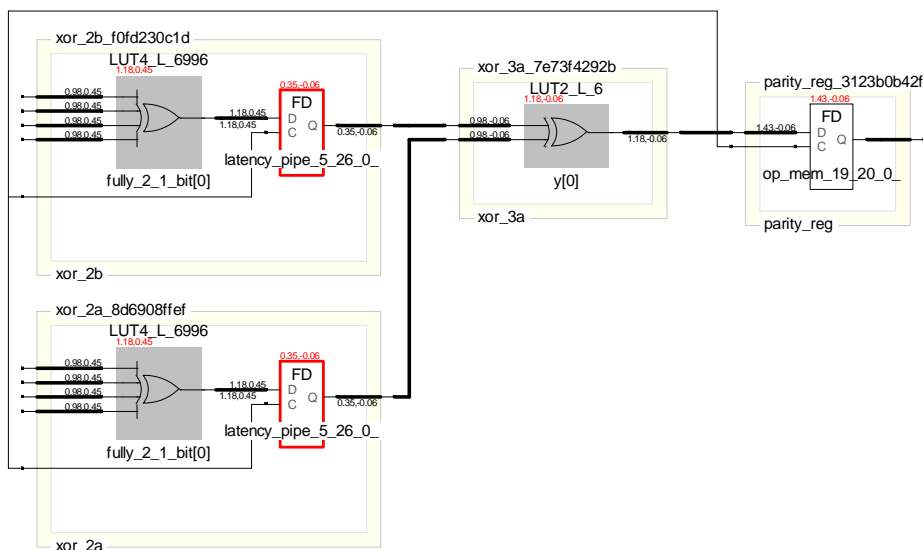 xor_2b_f0fd230c1d
LUT4_L_6996
1.18,0.45
0.98,0.45
0.98,0.45
0.98,0.45
0.98,0.45
1.18,0.45
1.18,0.45
fully_2_1_bit[0]
0.35,-0.06
FD
D
C
Q
0.35,-0.06
latency_pipe_5_26_0_
xor_2b
xor_3a_7e73f4292b
LUT2_L_6
1.18,-0.06
0.98,-0.06
0.98,-0.06
1.18,-0.06
y[0]
xor_3a
parity_reg_3123b0b42f
1.43,-0.06
1.43,-0.06
FD
D
C
Q
op_mem_19_20_0_
parity_reg
xor_2a_8d6908ffef
LUT4_L_6996
1.18,0.45
0.98,0.45
0.98,0.45
0.98,0.45
0.98,0.45
1.18,0.45
1.18,0.45
fully_2_1_bit[0]
0.35,-0.06
FD
D
C
Q
0.35,-0.06
latency_pipe_5_26_0_
xor_2a